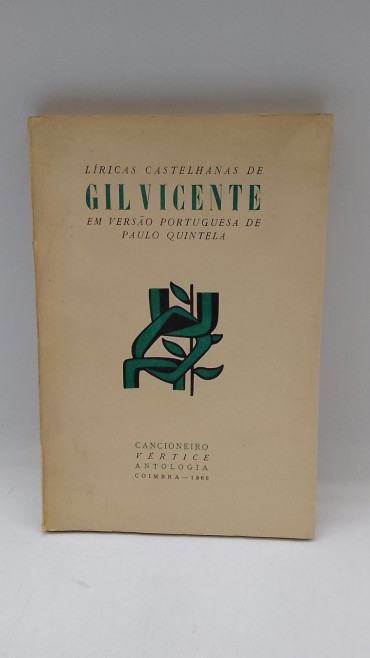 LÍRICAS CASTELHANAS DE
GIL VICENTE
EM VERSÃO PORTUGUESA DE
PAULO QUINTELA
CANCIONEIRO
VÉRTICE
ANTOLOGIA
COIMBRA —